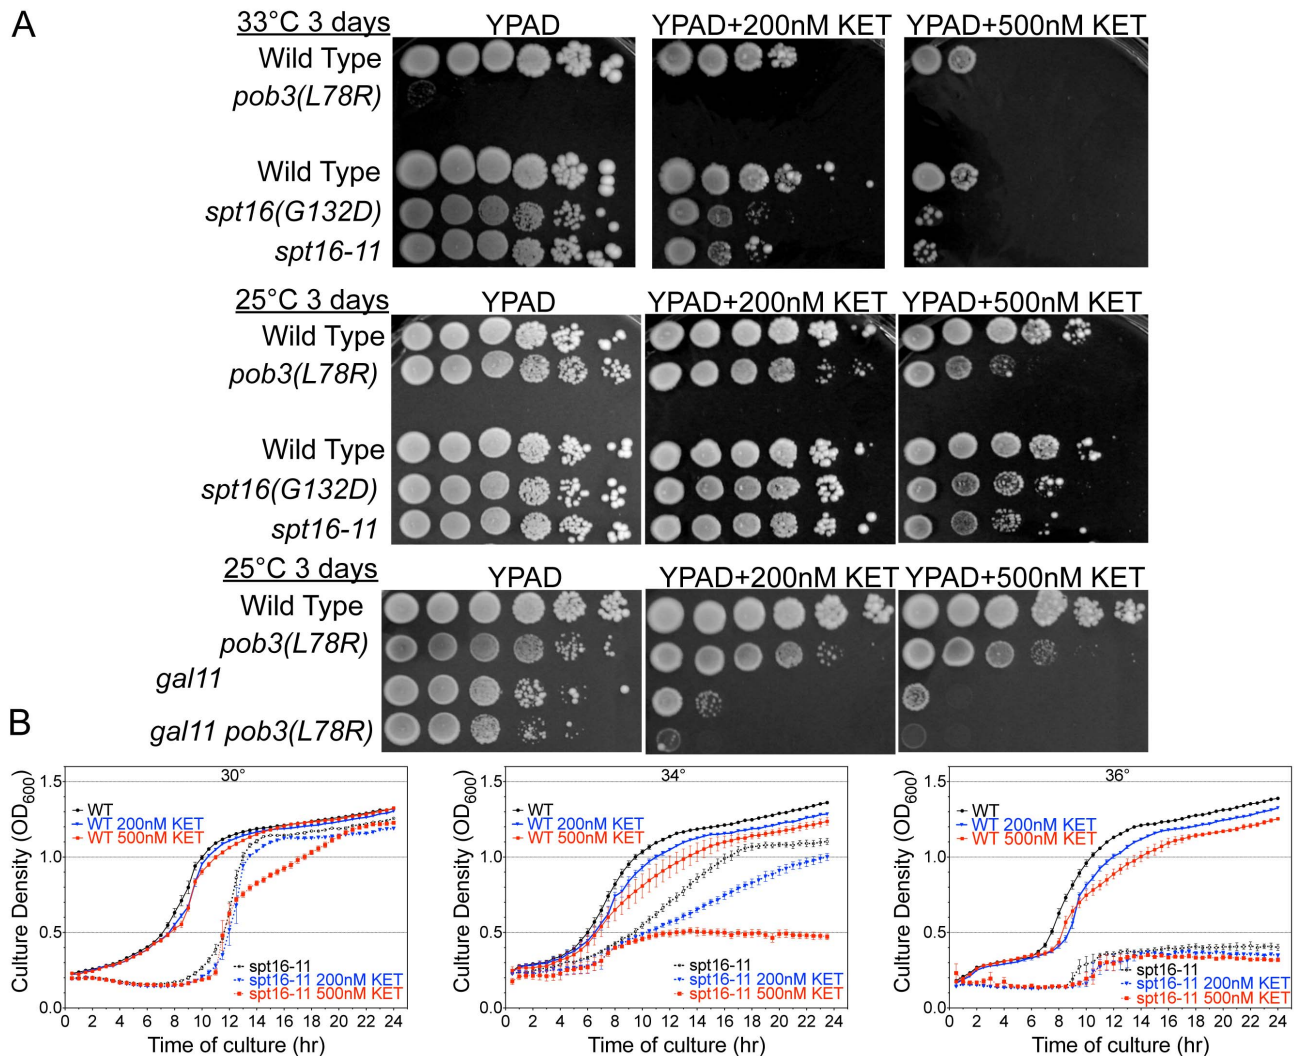 A
33°C 3 days YPAD YPAD+200nM KET YPAD+500nM KET
Wild Type
pob3(L78R)
Wild Type
spt16(G132D)
spt16-11
25°C 3 days YPAD YPAD+200nM KET YPAD+500nM KET
Wild Type
pob3(L78R)
Wild Type
spt16(G132D)
spt16-11
25°C 3 days YPAD YPAD+200nM KET YPAD+500nM KET
Wild Type
pob3(L78R)
gal11
gal11 pob3(L78R)
B
30°
Culture Density (OD600)
1.5
1.0
0.5
0.0
WT
WT 200nM KET
WT 500nM KET
spt16-11
spt16-11 200nM KET
spt16-11 500nM KET
0 2 4 6 8 10 12 14 16 18 20 22 24
Time of culture (hr)
34°
Culture Density (OD600)
1.5
1.0
0.5
0.0
WT
WT 200nM KET
WT 500nM KET
spt16-11
spt16-11 200nM KET
spt16-11 500nM KET
0 2 4 6 8 10 12 14 16 18 20 22 24
Time of culture (hr)
36°
Culture Density (OD600)
1.5
1.0
0.5
0.0
WT
WT 200nM KET
WT 500nM KET
spt16-11
spt16-11 200nM KET
spt16-11 500nM KET
0 2 4 6 8 10 12 14 16 18 20 22 24
Time of culture (hr)